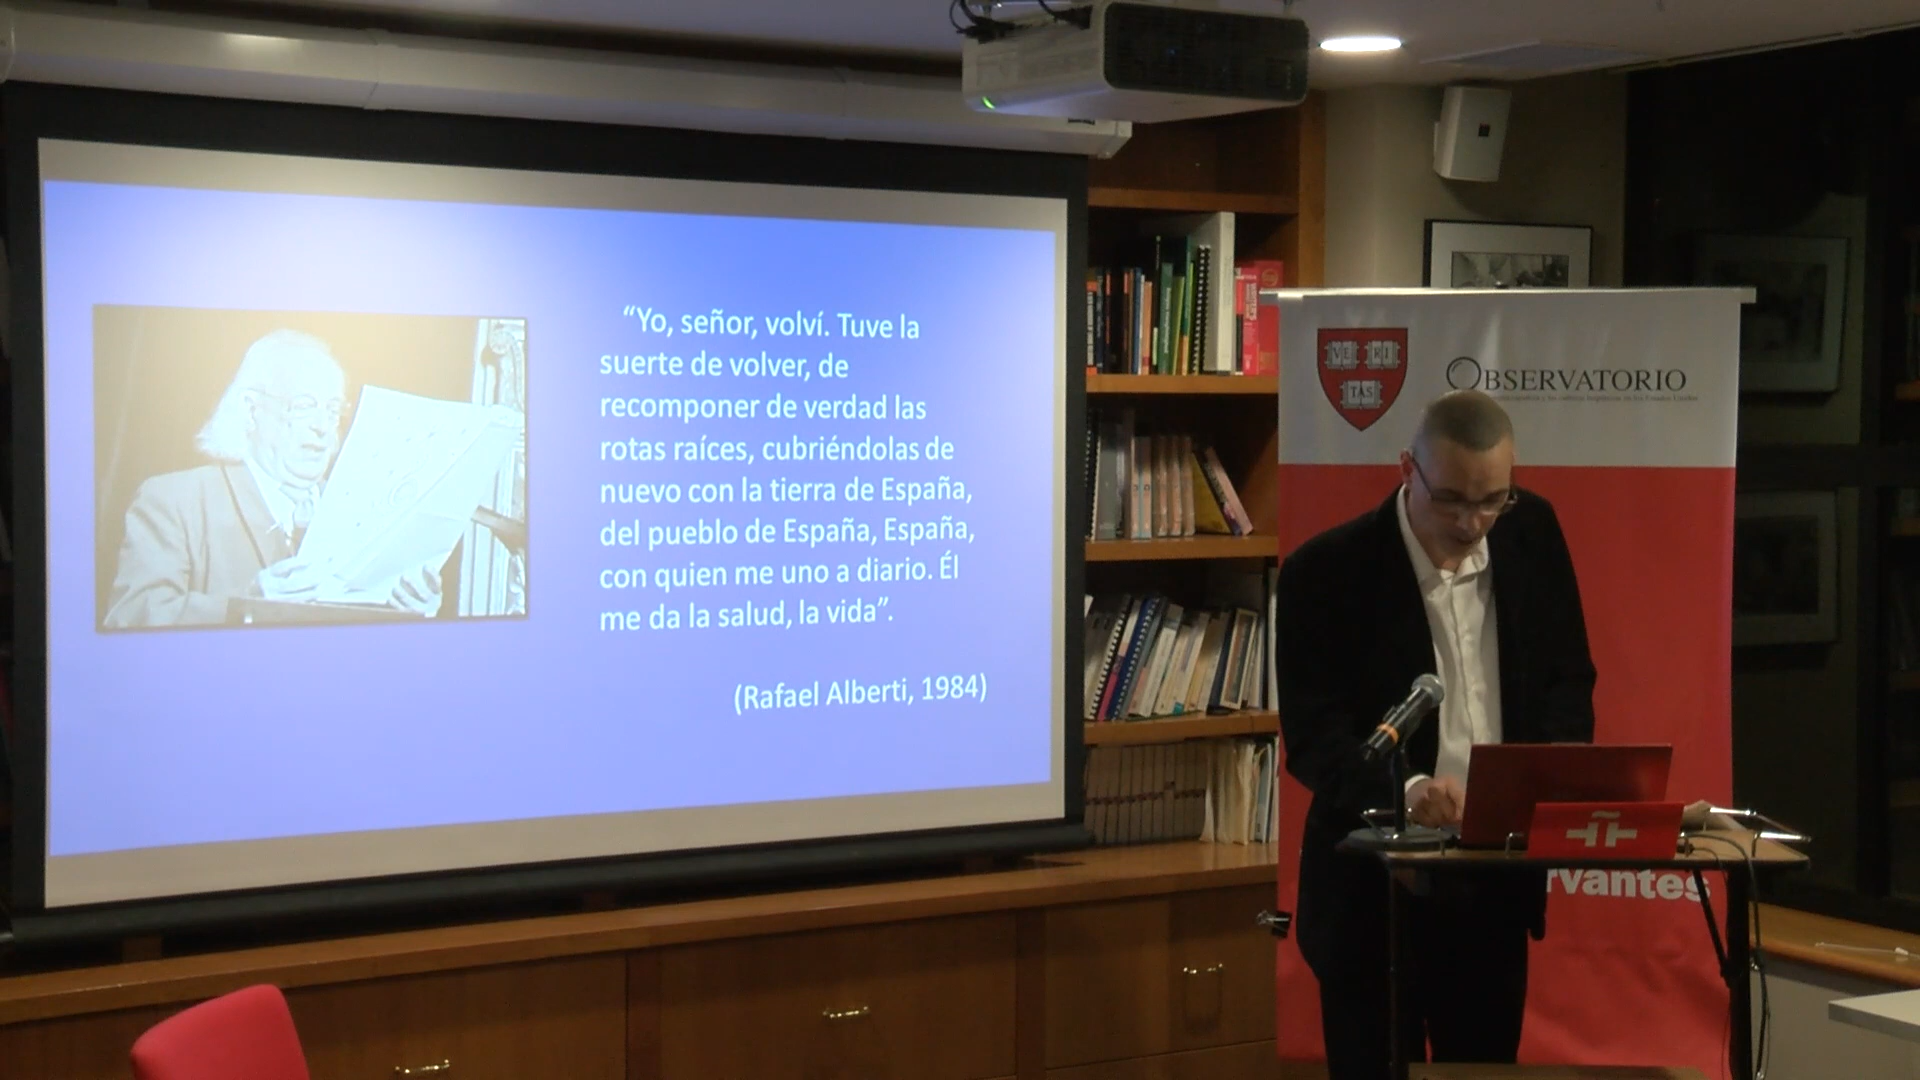 “Yo, señor, volví. Tuve la
suerte de volver, de
recomponer de verdad las
rotas raíces, cubriéndolas de
nuevo con la tierra de España,
del pueblo de España, España,
con quien me uno a diario. Él
me da la salud, la vida”.
(Rafael Alberti, 1984)
VE RI
TAS
OBSERVATORIO
rvantes